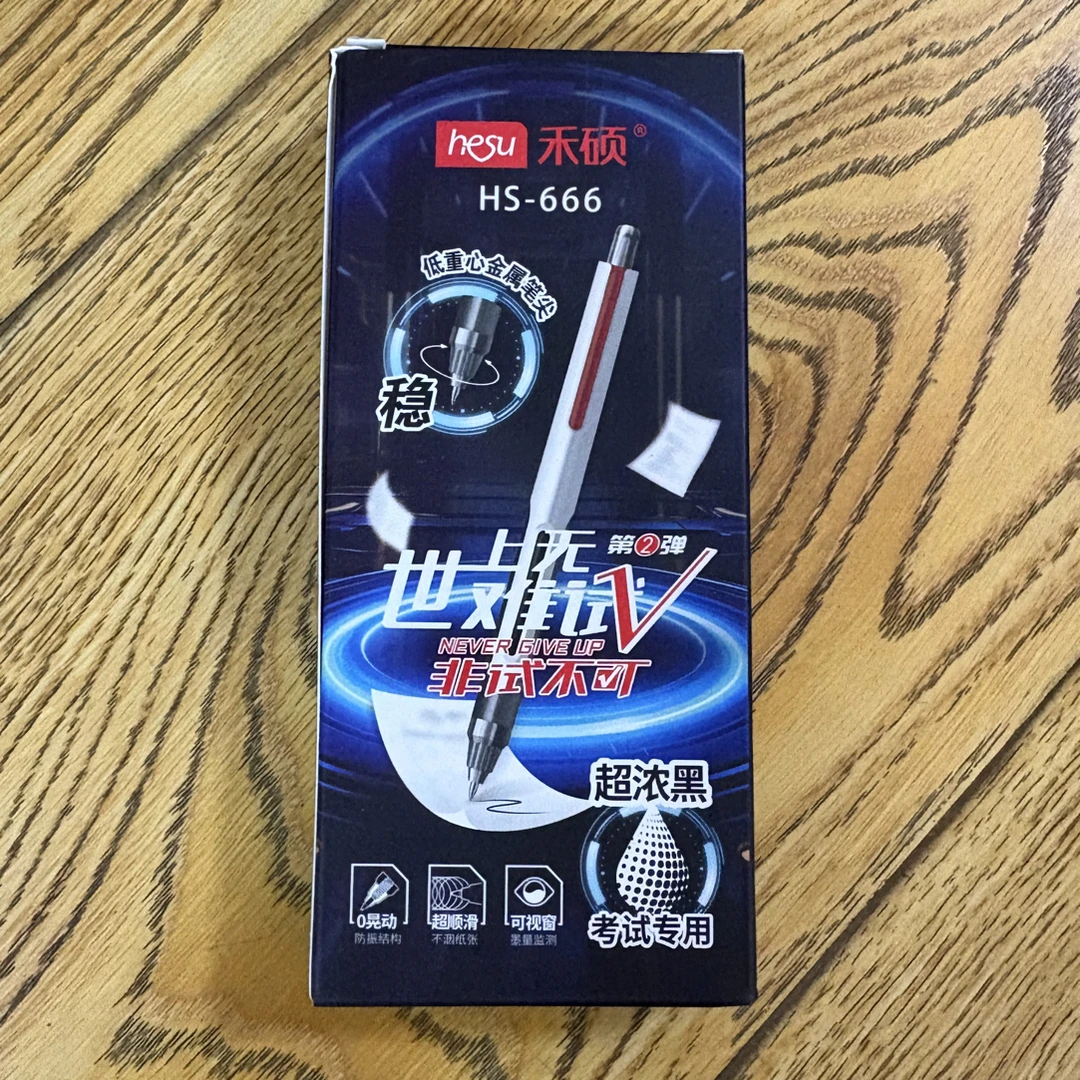 hesu 禾硕®
HS-666
低重心金属笔尖
稳
世上无难试 第2弹
NEVER GIVE UP
非试不可
超浓黑
考试专用
0晃动 超顺滑 可视窗
防振结构 不洇纸张 墨量监测